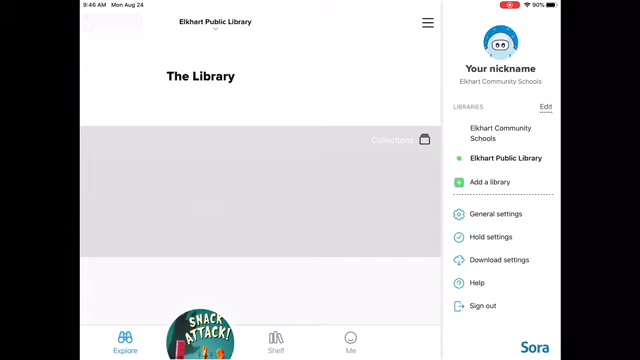 9:46 AM Mon Aug 24
90%
Elkhart Public Library
The Library
Collections
SNACK
ATTACK!
Explore
Shelf
Me
Your nickname
Elkhart Community Schools
LIBRARIES
Edit
Elkhart Community
Schools
Elkhart Public Library
Add a library
General settings
Hold settings
Download settings
Help
Sign out
Sora